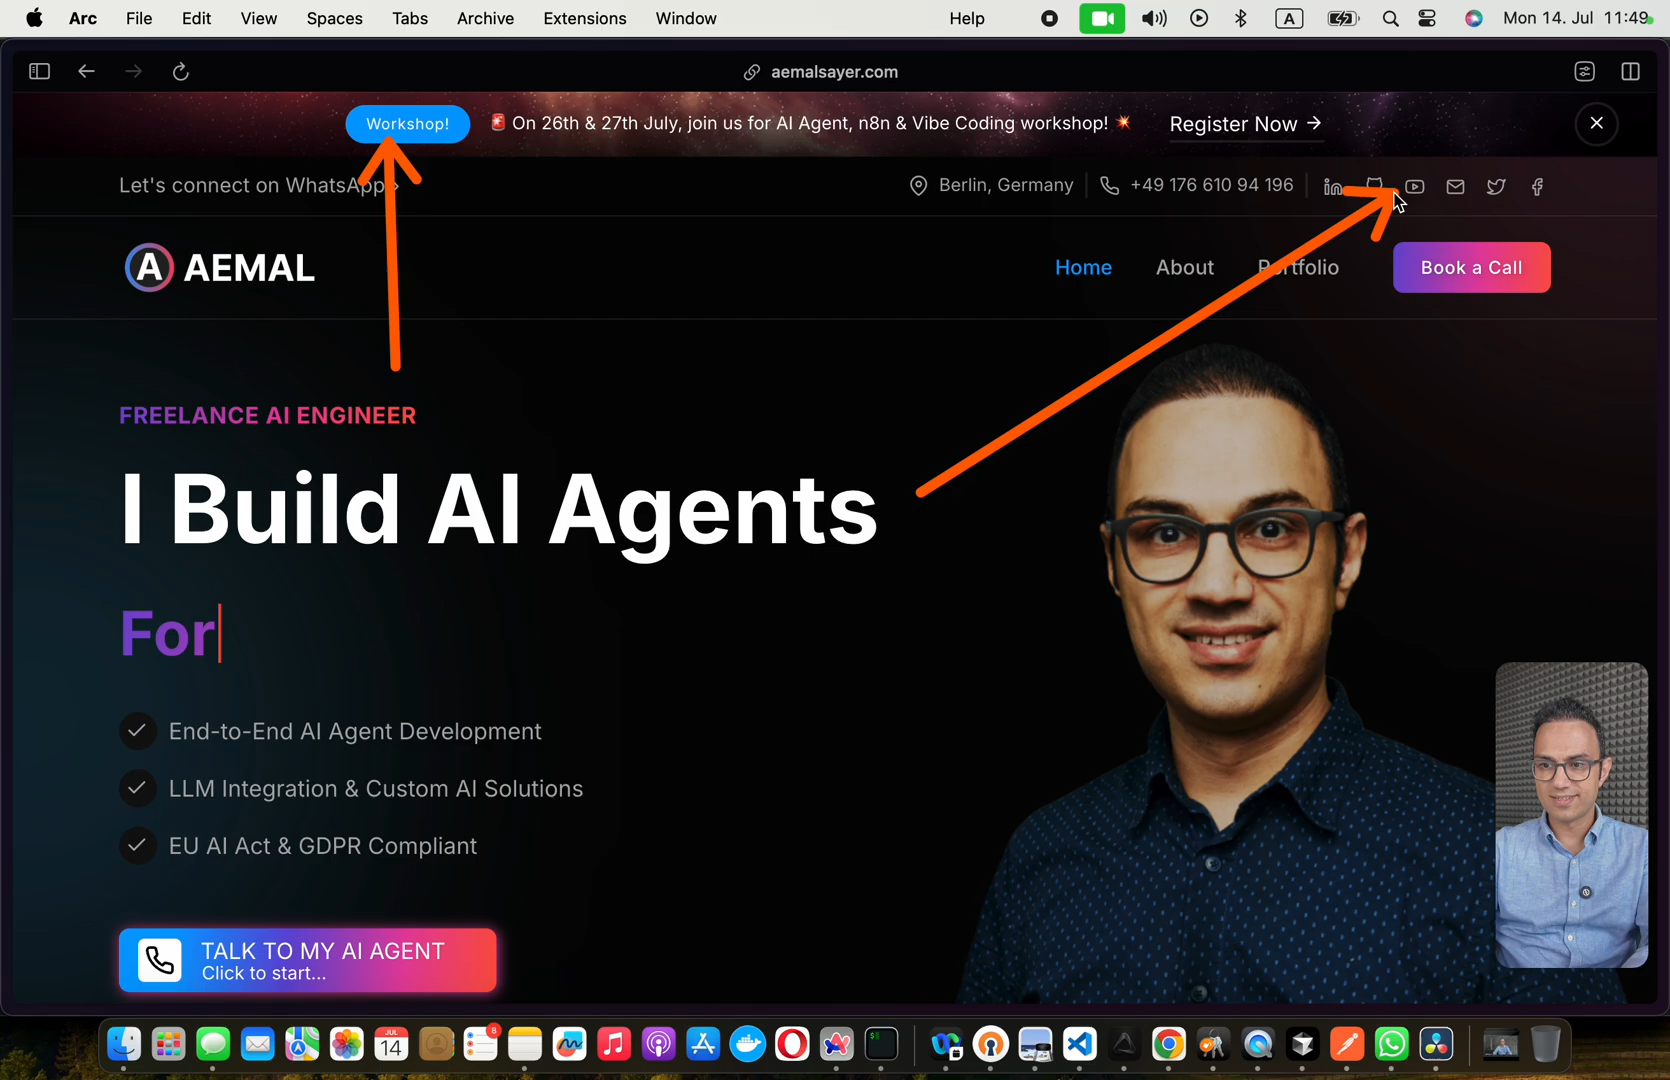 Arc File Edit View Spaces Tabs Archive Extensions Window Help A Mon 14. Jul 11:49
aemalsayer.com
Workshop! 🚨 On 26th & 27th July, join us for AI Agent, n8n & Vibe Coding workshop! 💥 Register Now →
Let's connect on WhatsApp Berlin, Germany +49 176 610 94 196
A AEMAL Home About Portfolio Book a Call
FREELANCE AI ENGINEER
I Build AI Agents
For
End-to-End AI Agent Development
LLM Integration & Custom AI Solutions
EU AI Act & GDPR Compliant
TALK TO MY AI AGENT
Click to start...
8
JUL
14